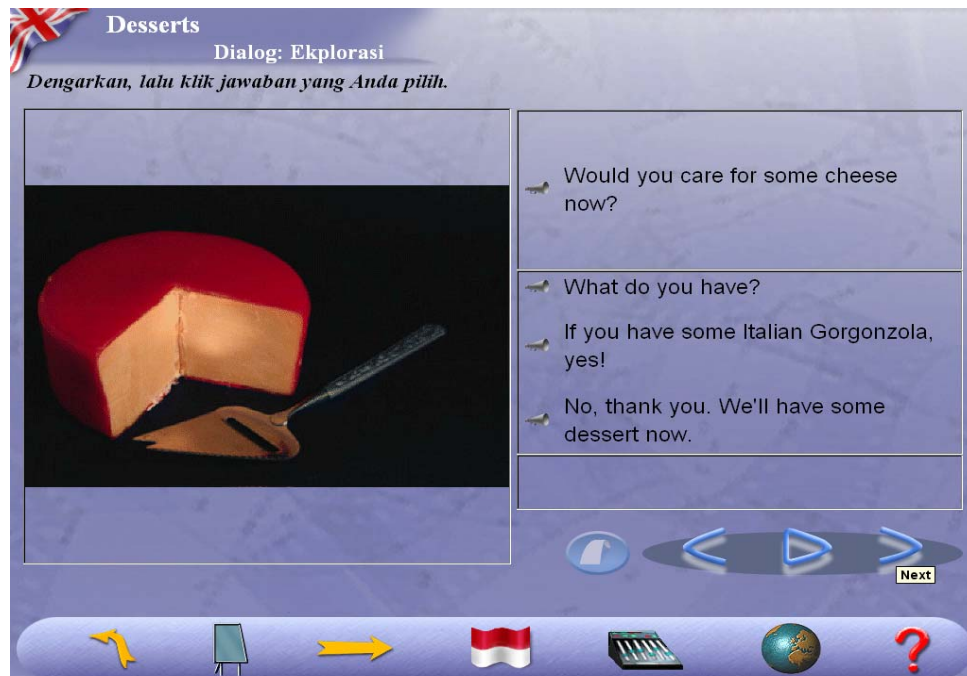 Desserts
Dialog: Ekplorasi
Dengarkan, lalu klik jawaban yang Anda pilih.
Would you care for some cheese
now?
What do you have?
If you have some Italian Gorgonzola,
yes!
No, thank you. We'll have some
dessert now.
Next
?